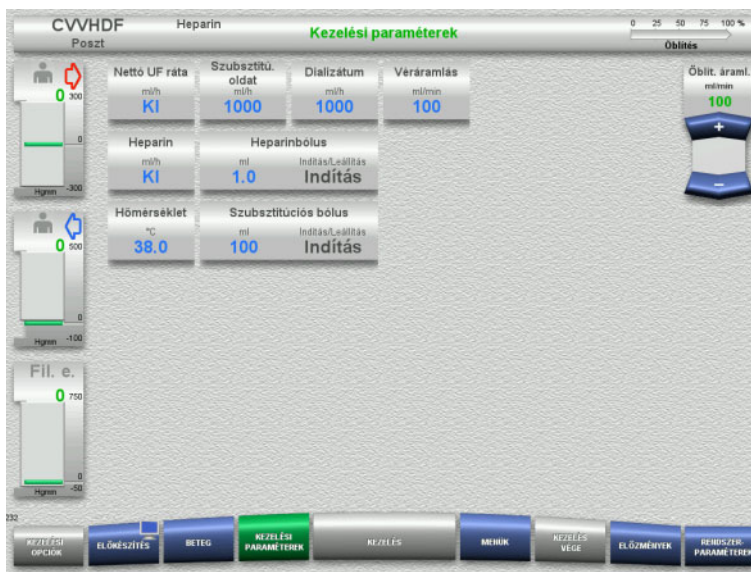 CVVHDF Heparin
Poszt
Kezelési paraméterek
0 25 50 75 100 %
Öblítés
0 300
0
Hgmm -300
Nettó UF ráta
ml/h
KI
Szubsztitú.
oldat
ml/h
1000
Dializátum
ml/h
1000
Véráramlás
ml/min
100
Öblit. áraml.
ml/min
100
+
−
Heparin
ml/h
KI
Heparinbólus
ml Indítás/Leállítás
1.0 Indítás
Hőmérséklet
°C
38.0
Szubsztitúciós bólus
ml Indítás/Leállítás
100 Indítás
0 500
0
Hgmm -100
Fil. e.
0 750
0
Hgmm -50
232
KEZELÉSI
OPCIÓK
ELŐKÉSZÍTÉS
BETEG
KEZELÉSI
PARAMÉTEREK
KEZELÉS
MENÜK
KEZELÉS
VÉGE
ELŐZMÉNYEK
RENDSZER-
PARAMÉTEREK